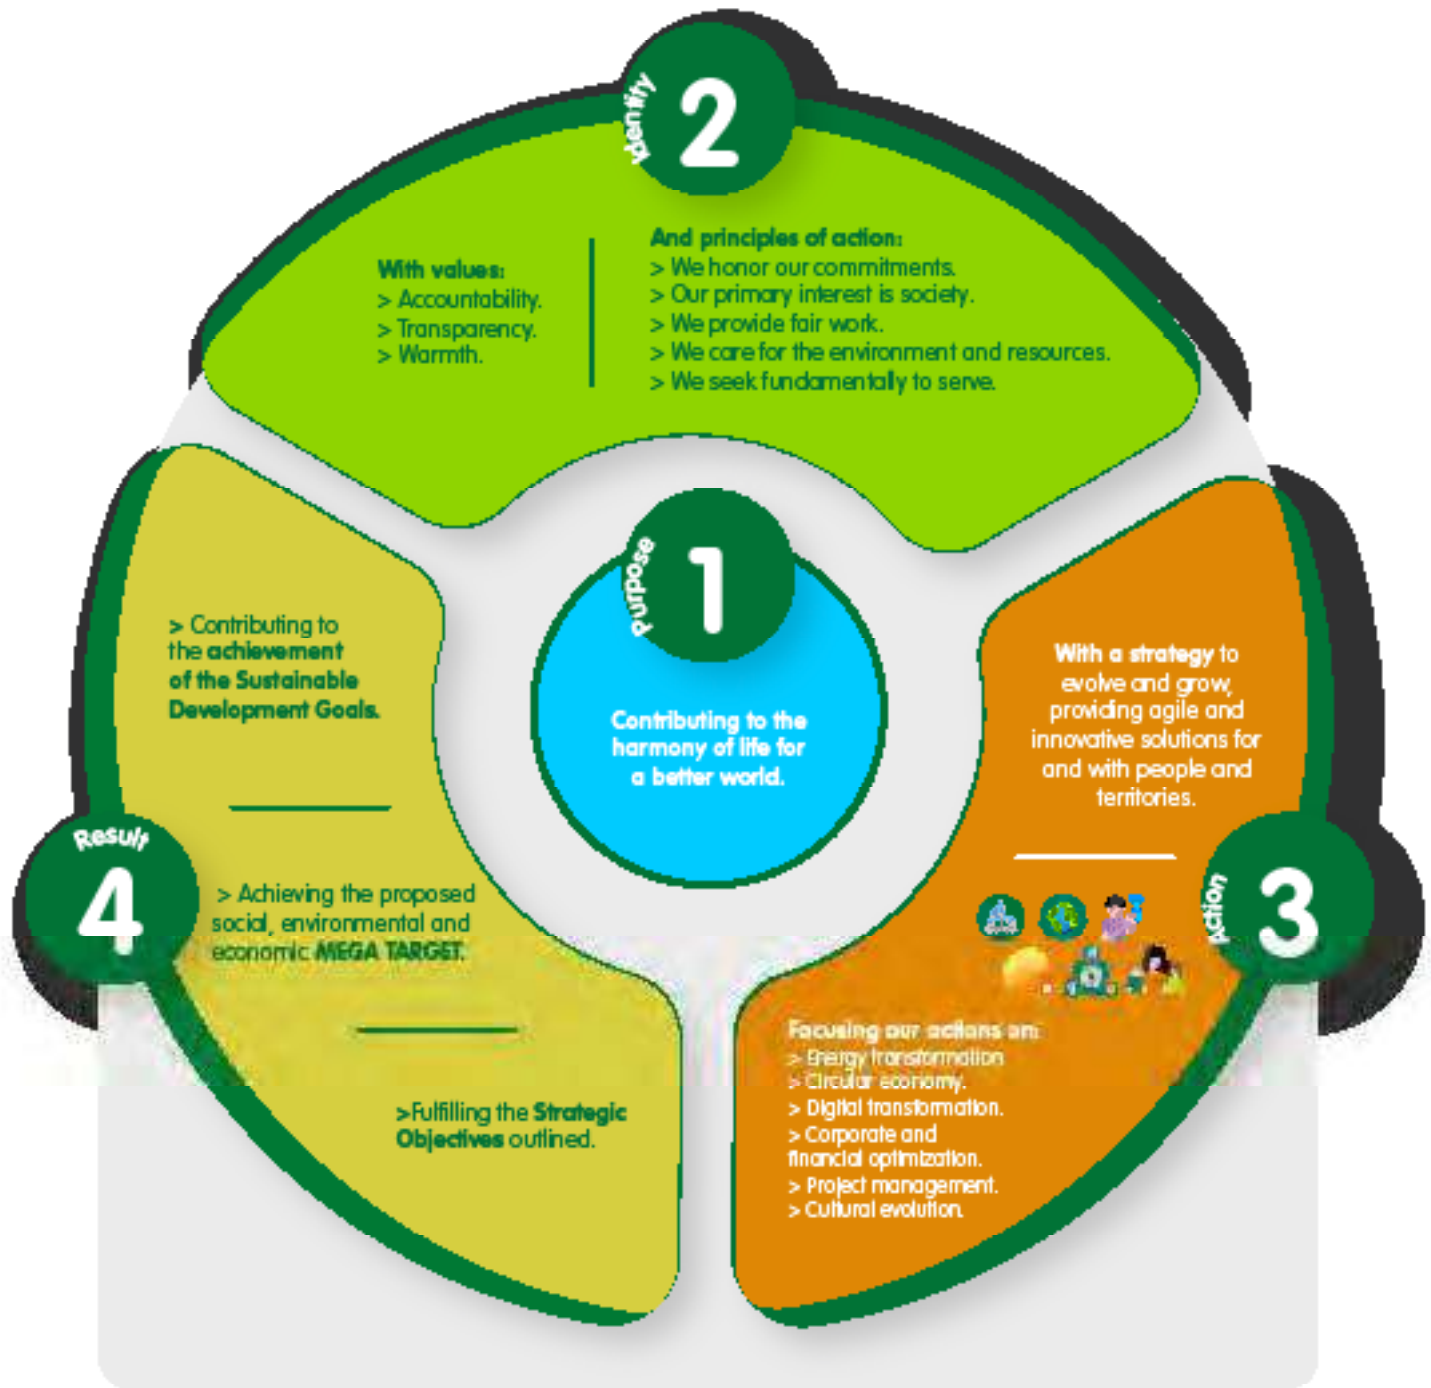 Identity
2
With values:
> Accountability.
> Transparency.
> Warmth.
And principles of action:
> We honor our commitments.
> Our primary interest is society.
> We provide fair work.
> We care for the environment and resources.
> We seek fundamentally to serve.
Purpose
1
Contributing to the
harmony of life for
a better world.
With a strategy to
evolve and grow,
providing agile and
innovative solutions for
and with people and
territories.
Action
3
Focusing our actions on:
> Energy transformation
> Circular economy.
> Digital transformation.
> Corporate and
financial optimization.
> Project management.
> Cultural evolution.
Result
4
> Contributing to
the achievement
of the Sustainable
Development Goals.
> Achieving the proposed
social, environmental and
economic MEGA TARGET.
>Fulfilling the Strategic
Objectives outlined.